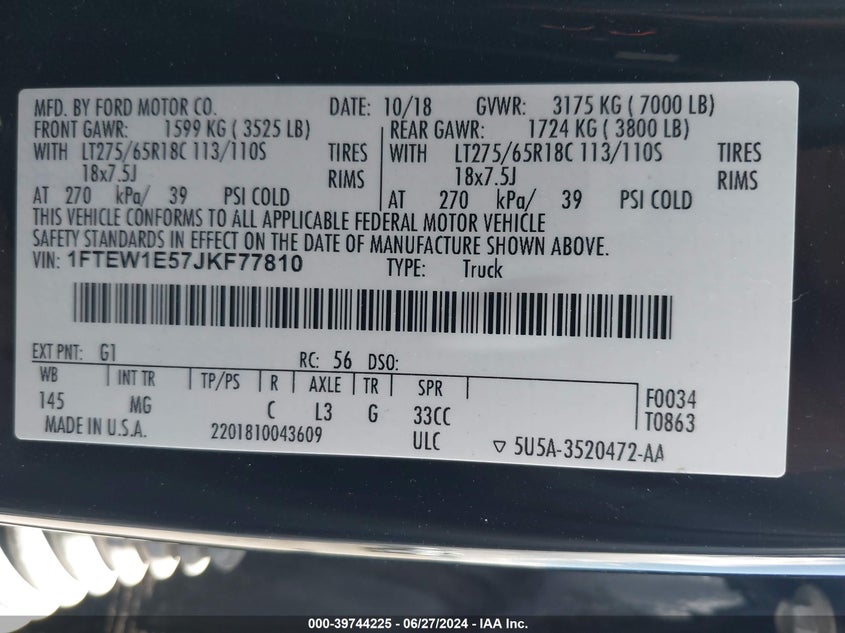 MFD. BY FORD MOTOR CO. DATE: 10/18 GVWR: 3175 KG ( 7000 LB)
FRONT GAWR: 1599 KG ( 3525 LB) REAR GAWR: 1724 KG ( 3800 LB)
WITH LT275/65R18C 113/110S TIRES WITH LT275/65R18C 113/110S TIRES
18x7.5J RIMS 18x7.5J RIMS
AT 270 kPa/ 39 PSI COLD AT 270 kPa/ 39 PSI COLD
THIS VEHICLE CONFORMS TO ALL APPLICABLE FEDERAL MOTOR VEHICLE
SAFETY STANDARDS IN EFFECT ON THE DATE OF MANUFACTURE SHOWN ABOVE.
VIN: 1FTEW1E57JKF77810 TYPE: Truck
EXT PNT: G1 RC: 56 DSO:
WB INT TR TP/PS R AXLE TR SPR F0034
145 MG C L3 G 33CC T0863
MADE IN U.S.A. 2201810043609 ULC ▽ 5U5A-3520472-AA
000-39744225 - 06/27/2024 - IAA, Inc.